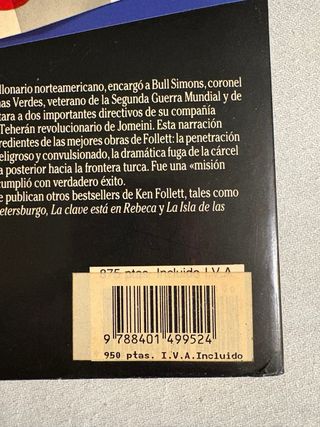 llonario norteamericano, encargó a Bull Simons, coronel
as Verdes, veterano de la Segunda Guerra Mundial y de
tara a dos importantes directivos de su compañía
Teherán revolucionario de Jomeini. Esta narración
redientes de las mejores obras de Follett: la penetración
eligroso y convulsionado, la dramática fuga de la cárcel
a posterior hacia la frontera turca. Fue una «misión
cumplió con verdadero éxito.
e publican otros bestsellers de Ken Follett, tales como
etersburgo, La clave está en Rebeca y La Isla de las
875 ptas. Incluido I.V.A.
9 788401 499524
950 ptas. I.V.A.Incluido